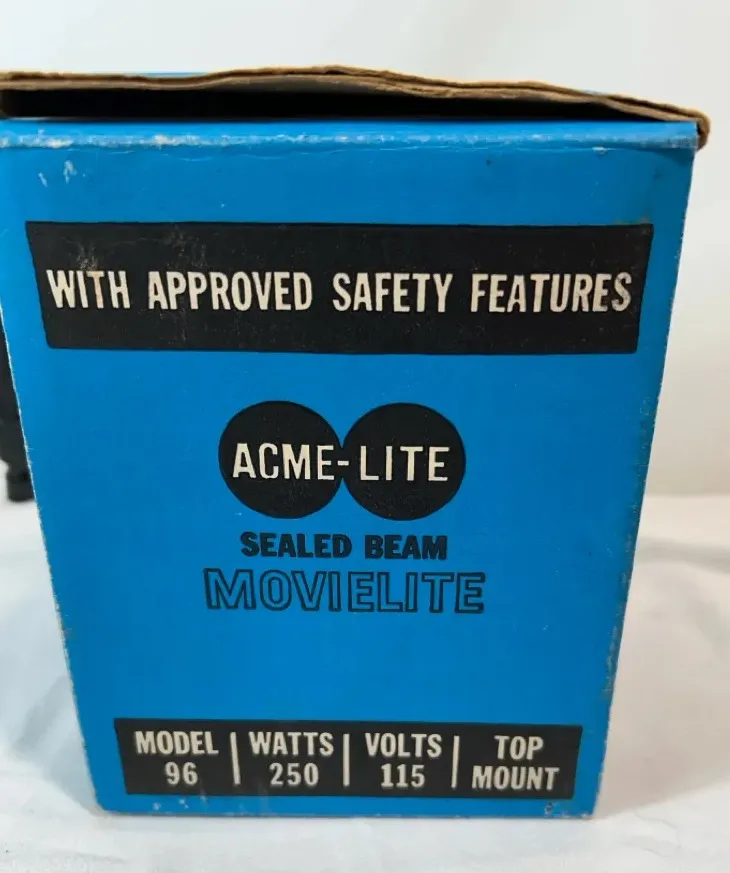 WITH APPROVED SAFETY FEATURES
ACME-LITE
SEALED BEAM
MOVIELITE
MODEL | WATTS | VOLTS | TOP
96 | 250 | 115 | MOUNT